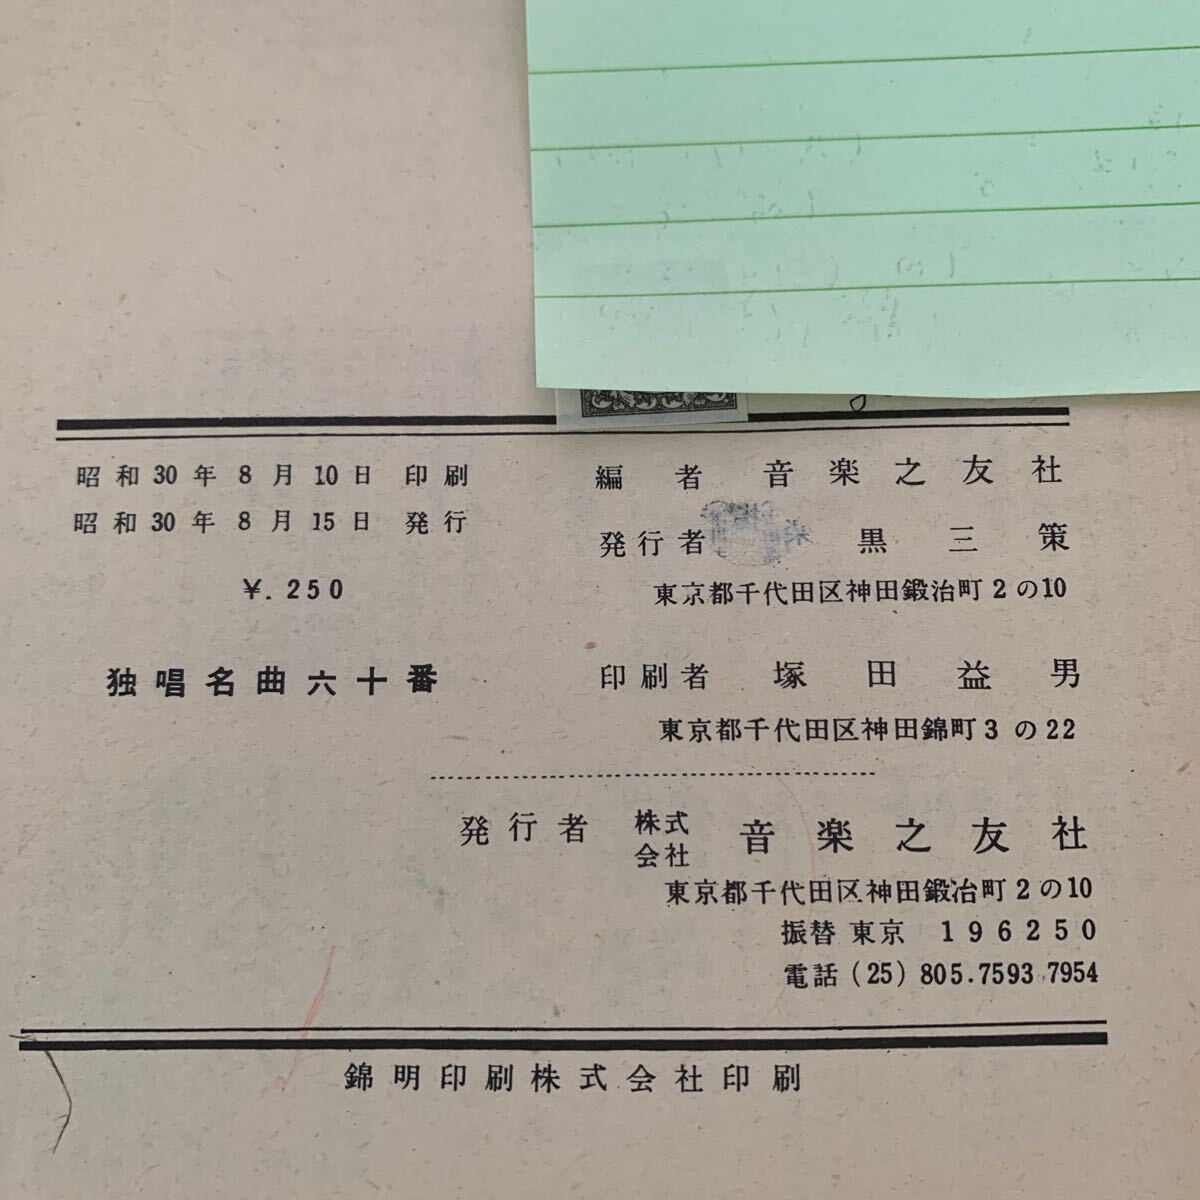 昭和30年8月10日 印刷
昭和30年8月15日 発行
¥.250
独唱名曲六十番
編者 音楽之友社
発行者 黒三策
東京都千代田区神田鍛治町2の10
印刷者 塚田益男
東京都千代田区神田錦町3の22
発行者 株式会社 音楽之友社
東京都千代田区神田鍛冶町2の10
振替 東京 196250
電話 (25) 805.7593 7954
錦明印刷株式会社印刷